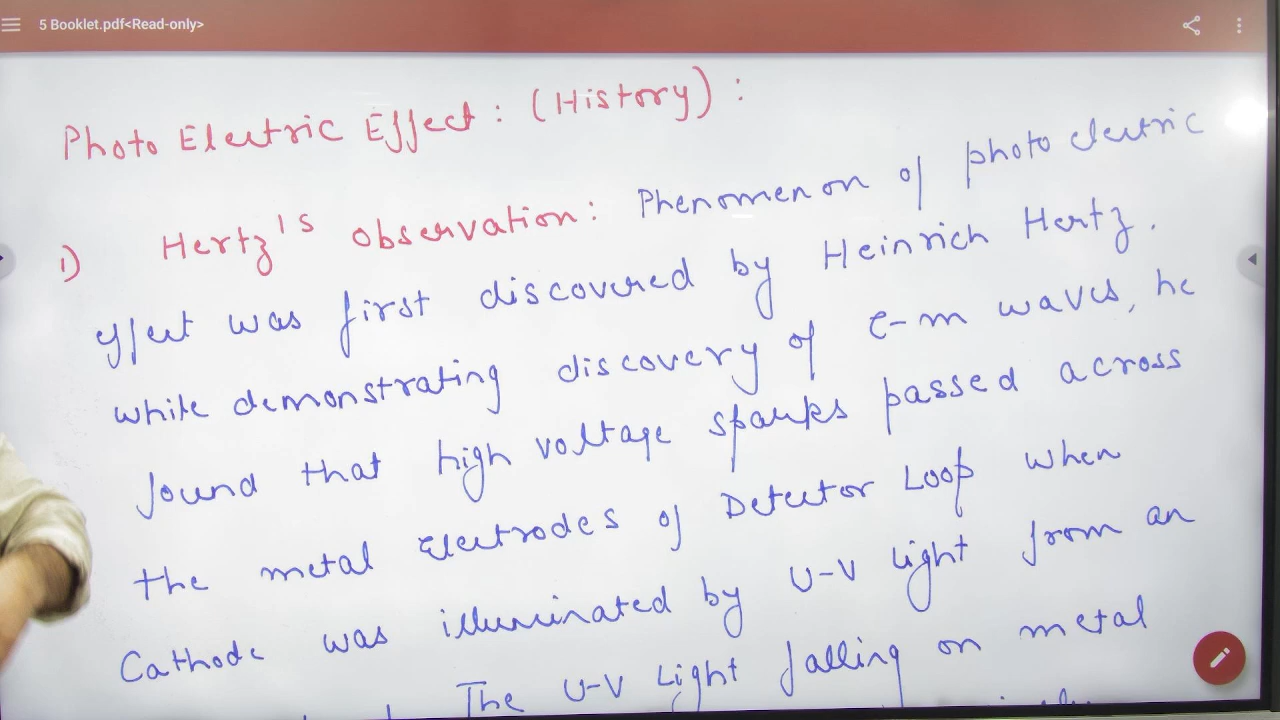 5 Booklet.pdf<Read-only>
Photo Electric Effect : (History) :
1) Hertz's observation : Phenomenon of photo electric
effect was first discovered by Heinrich Hertz.
while demonstrating discovery of e-m waves, he
found that high voltage sparks passed across
the metal Electrodes of Detector Loop when
Cathode was illuminated by U-V light from an
The U-V Light falling on metal